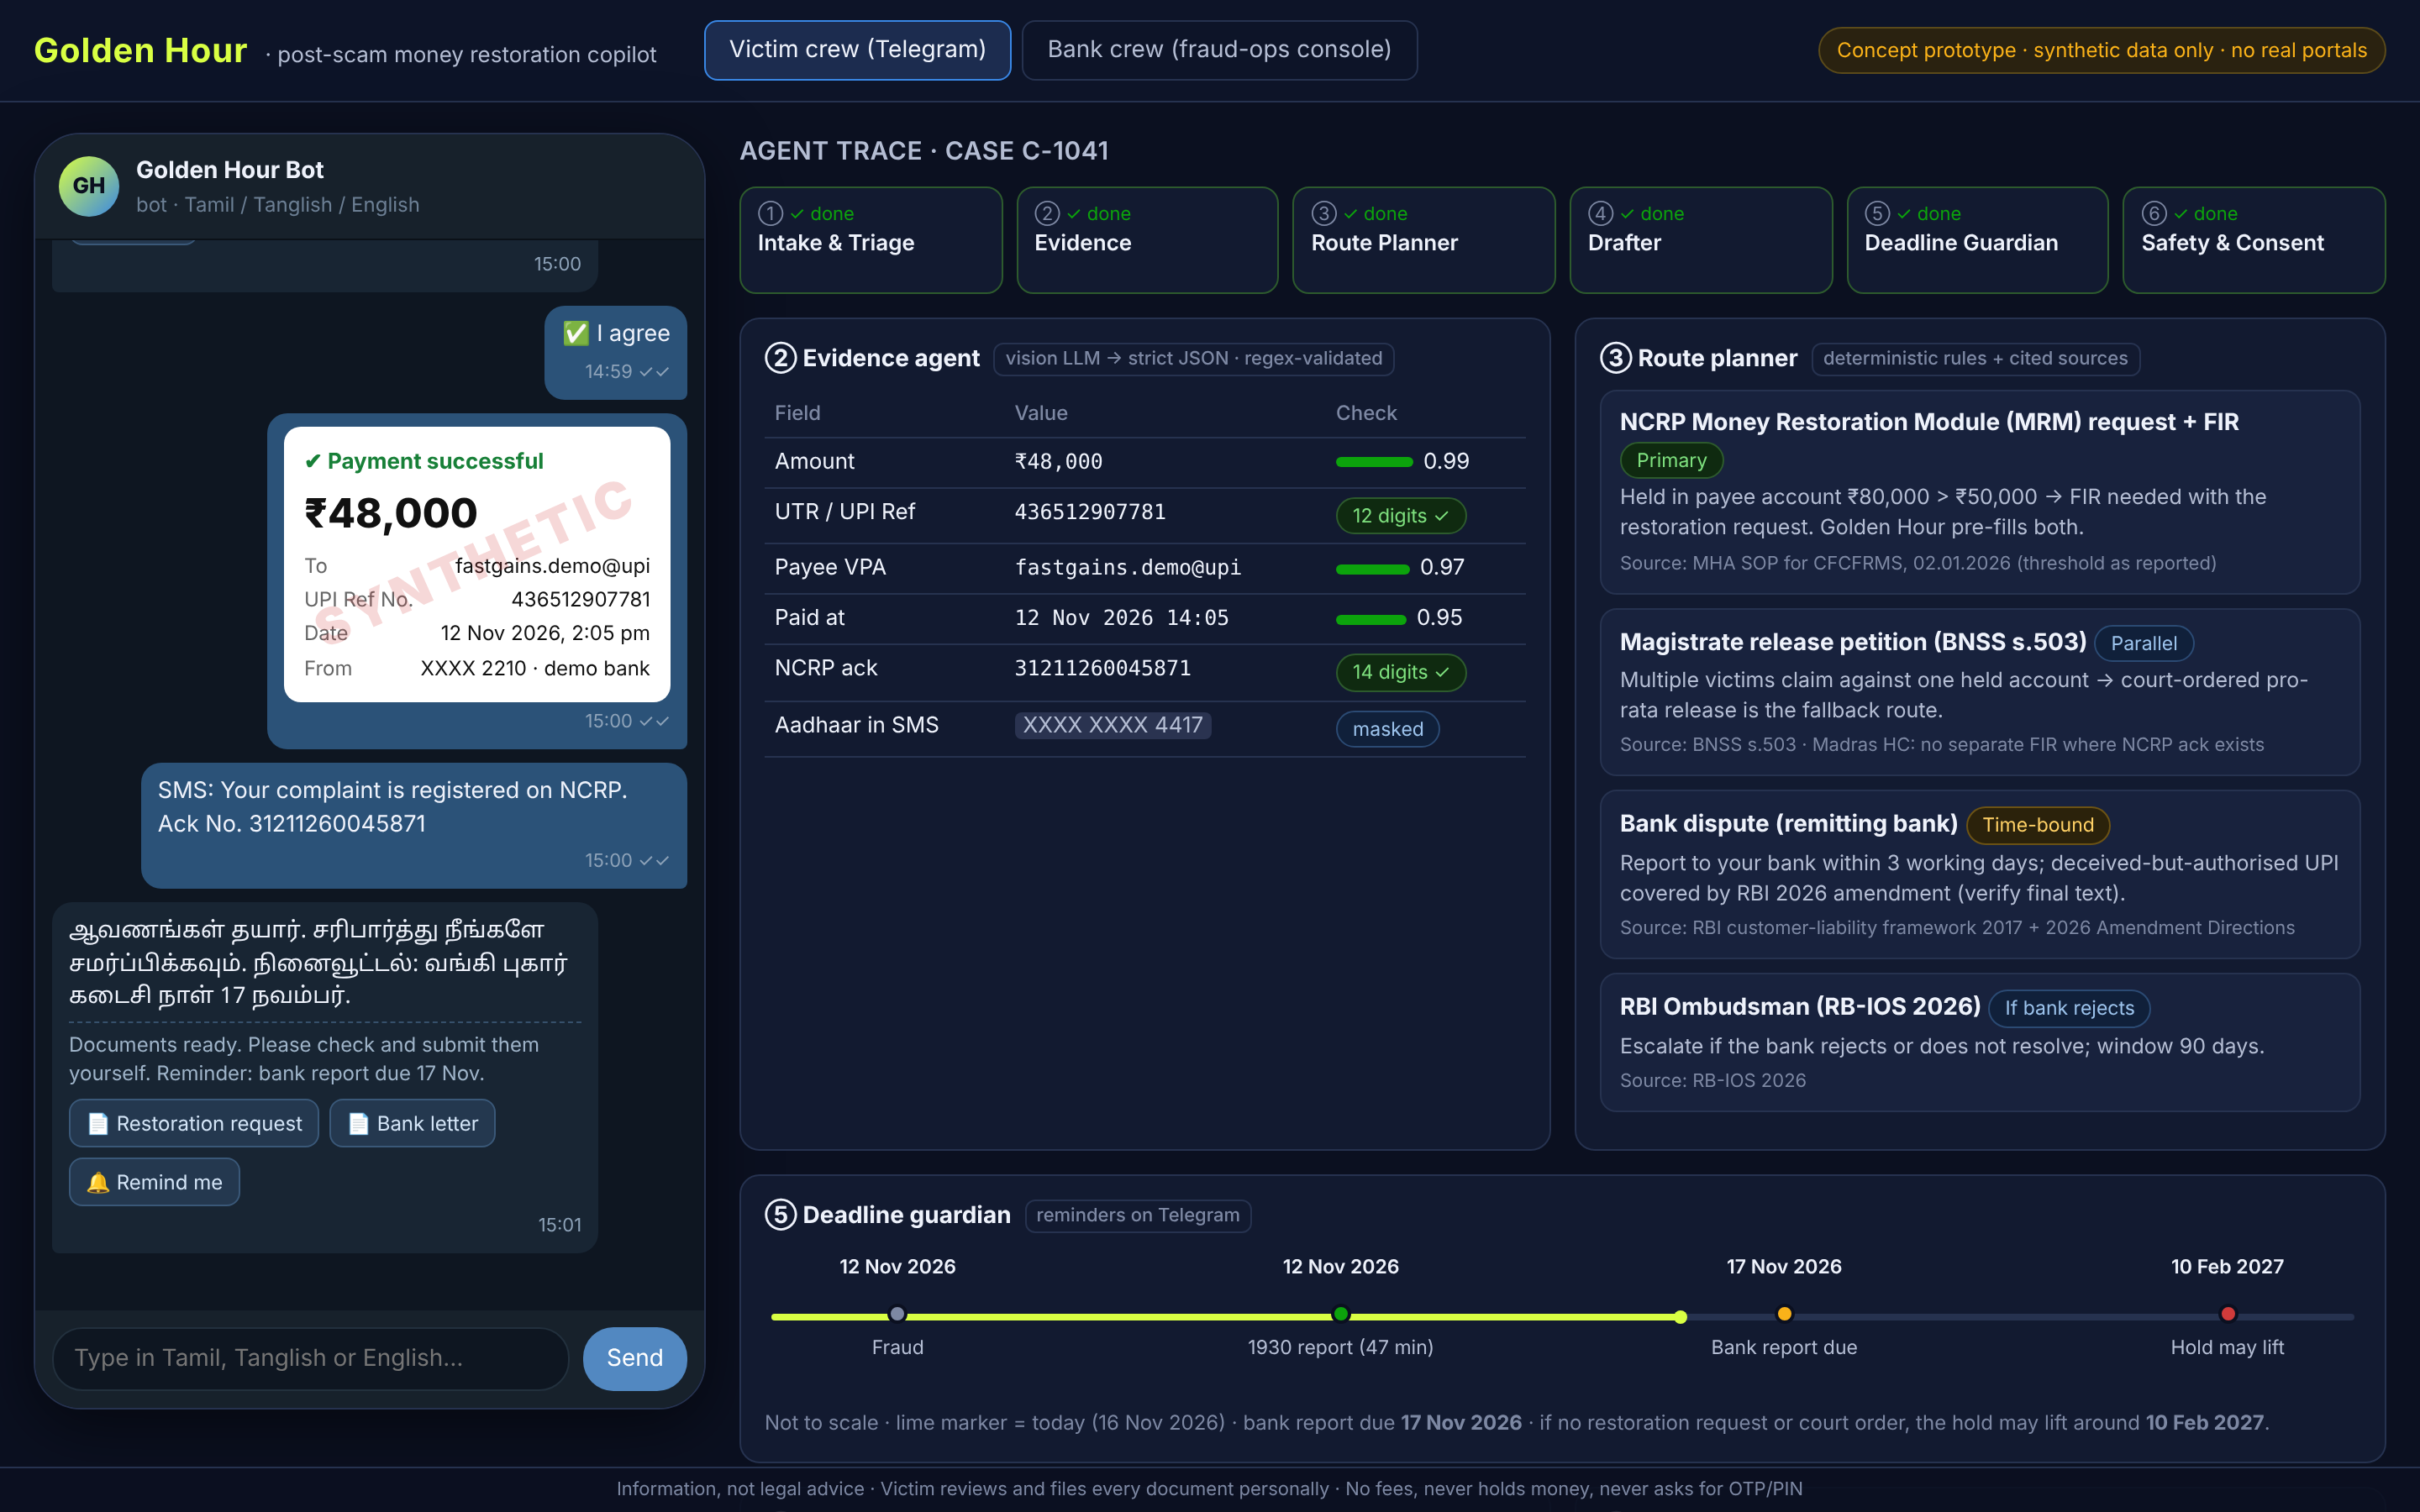 Golden Hour · post-scam money restoration copilot
Victim crew (Telegram)
Bank crew (fraud-ops console)
Concept prototype · synthetic data only · no real portals
GH
Golden Hour Bot
bot · Tamil / Tanglish / English
15:00
✅ I agree
14:59 ✓✓
✔ Payment successful
₹48,000
SYNTHETIC
To fastgains.demo@upi
UPI Ref No. 436512907781
Date 12 Nov 2026, 2:05 pm
From XXXX 2210 · demo bank
15:00 ✓✓
SMS: Your complaint is registered on NCRP.
Ack No. 31211260045871
15:00 ✓✓
ஆவணங்கள் தயார். சரிபார்த்து நீங்களே
சமர்ப்பிக்கவும். நினைவூட்டல்: வங்கி புகார்
கடைசி நாள் 17 நவம்பர்.
Documents ready. Please check and submit them
yourself. Reminder: bank report due 17 Nov.
📄 Restoration request
📄 Bank letter
🔔 Remind me
15:01
Type in Tamil, Tanglish or English...
Send
AGENT TRACE · CASE C-1041
① ✓ done
Intake & Triage
② ✓ done
Evidence
③ ✓ done
Route Planner
④ ✓ done
Drafter
⑤ ✓ done
Deadline Guardian
⑥ ✓ done
Safety & Consent
② Evidence agent vision LLM → strict JSON · regex-validated
Field Value Check
Amount ₹48,000 0.99
UTR / UPI Ref 436512907781 12 digits ✓
Payee VPA fastgains.demo@upi 0.97
Paid at 12 Nov 2026 14:05 0.95
NCRP ack 31211260045871 14 digits ✓
Aadhaar in SMS XXXX XXXX 4417 masked
③ Route planner deterministic rules + cited sources
NCRP Money Restoration Module (MRM) request + FIR
Primary
Held in payee account ₹80,000 > ₹50,000 → FIR needed with the
restoration request. Golden Hour pre-fills both.
Source: MHA SOP for CFCFRMS, 02.01.2026 (threshold as reported)
Magistrate release petition (BNSS s.503) Parallel
Multiple victims claim against one held account → court-ordered pro-
rata release is the fallback route.
Source: BNSS s.503 · Madras HC: no separate FIR where NCRP ack exists
Bank dispute (remitting bank) Time-bound
Report to your bank within 3 working days; deceived-but-authorised UPI
covered by RBI 2026 amendment (verify final text).
Source: RBI customer-liability framework 2017 + 2026 Amendment Directions
RBI Ombudsman (RB-IOS 2026) If bank rejects
Escalate if the bank rejects or does not resolve; window 90 days.
Source: RB-IOS 2026
⑤ Deadline guardian reminders on Telegram
12 Nov 2026 12 Nov 2026 17 Nov 2026 10 Feb 2027
Fraud 1930 report (47 min) Bank report due Hold may lift
Not to scale · lime marker = today (16 Nov 2026) · bank report due 17 Nov 2026 · if no restoration request or court order, the hold may lift around 10 Feb 2027.
Information, not legal advice · Victim reviews and files every document personally · No fees, never holds money, never asks for OTP/PIN